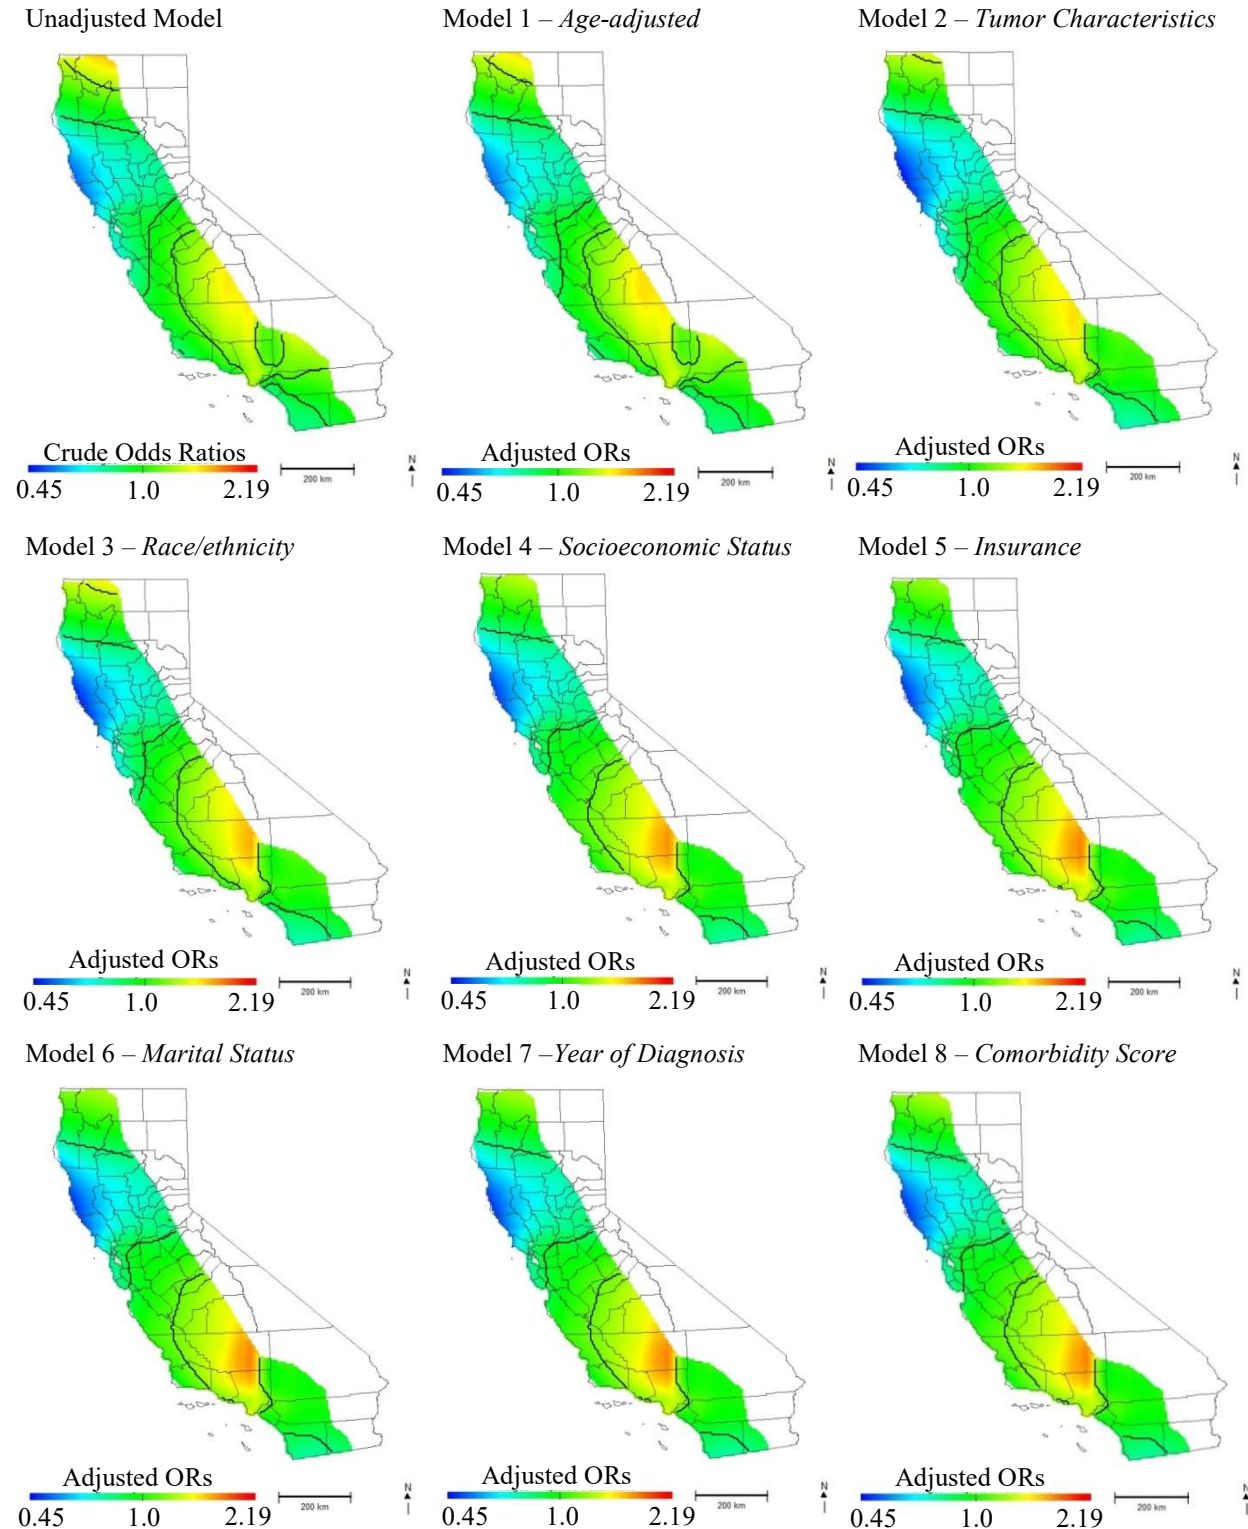 Unadjusted Model
Model 1 – Age-adjusted
Model 2 – Tumor Characteristics
Crude Odds Ratios
0.45 1.0 2.19
200 km
N
Adjusted ORs
0.45 1.0 2.19
200 km
N
Adjusted ORs
0.45 1.0 2.19
200 km
N
Model 3 – Race/ethnicity
Model 4 – Socioeconomic Status
Model 5 – Insurance
Adjusted ORs
0.45 1.0 2.19
200 km
N
Adjusted ORs
0.45 1.0 2.19
200 km
N
Adjusted ORs
0.45 1.0 2.19
200 km
N
Model 6 – Marital Status
Model 7 –Year of Diagnosis
Model 8 – Comorbidity Score
Adjusted ORs
0.45 1.0 2.19
200 km
N
Adjusted ORs
0.45 1.0 2.19
200 km
N
Adjusted ORs
0.45 1.0 2.19
200 km
N